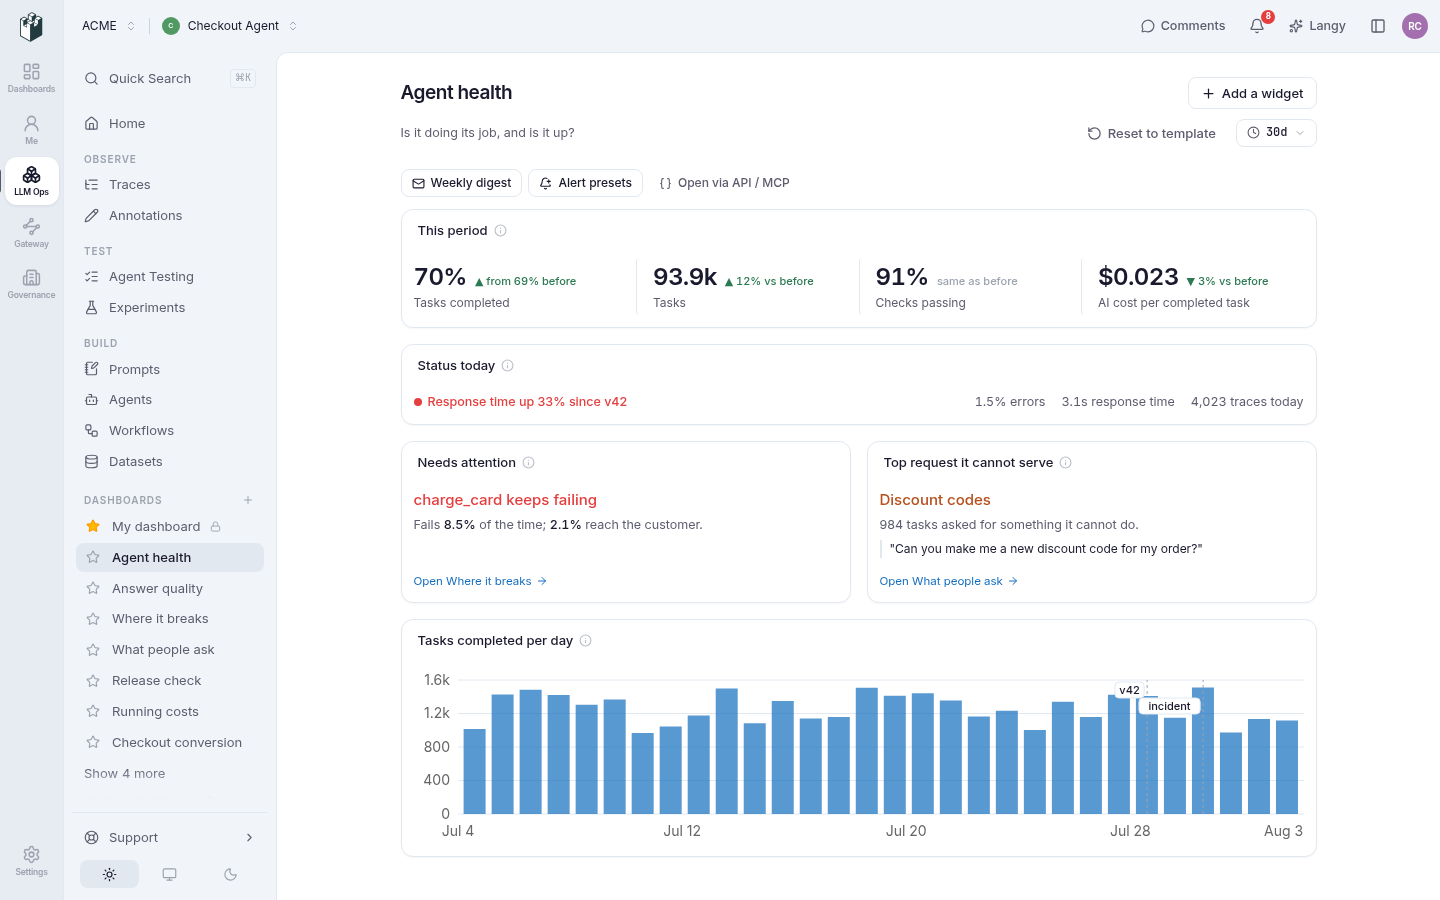 ACME
C
Checkout Agent
Comments
8
Langy
RC
Dashboards
Me
LLM Ops
Gateway
Governance
Settings
Quick Search
⌘K
Home
OBSERVE
Traces
Annotations
TEST
Agent Testing
Experiments
BUILD
Prompts
Agents
Workflows
Datasets
DASHBOARDS
My dashboard
Agent health
Answer quality
Where it breaks
What people ask
Release check
Running costs
Checkout conversion
Show 4 more
Support
Agent health
Add a widget
Is it doing its job, and is it up?
Reset to template
30d
Weekly digest
Alert presets
{ } Open via API / MCP
This period
70% ▲ from 69% before
Tasks completed
93.9k ▲ 12% vs before
Tasks
91% same as before
Checks passing
$0.023 ▼ 3% vs before
AI cost per completed task
Status today
Response time up 33% since v42
1.5% errors 3.1s response time 4,023 traces today
Needs attention
charge_card keeps failing
Fails 8.5% of the time; 2.1% reach the customer.
Open Where it breaks →
Top request it cannot serve
Discount codes
984 tasks asked for something it cannot do.
"Can you make me a new discount code for my order?"
Open What people ask →
Tasks completed per day
1.6k
1.2k
800
400
0
v42
incident
Jul 4
Jul 12
Jul 20
Jul 28
Aug 3